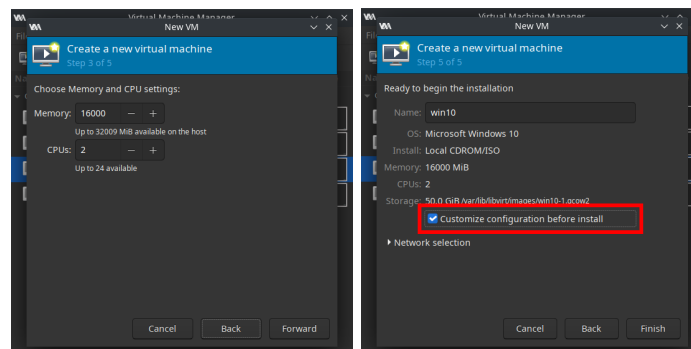 Virtual Machine Manager
New VM
Create a new virtual machine
Step 3 of 5
Choose Memory and CPU settings:
Memory: 16000 − +
Up to 32009 MiB available on the host
CPUs: 2 − +
Up to 24 available
Cancel Back Forward
Virtual Machine Manager
New VM
Create a new virtual machine
Step 5 of 5
Ready to begin the installation
Name: win10
OS: Microsoft Windows 10
Install: Local CDROM/ISO
Memory: 16000 MiB
CPUs: 2
Storage: 50.0 GiB /var/lib/libvirt/images/win10-1.qcow2
Customize configuration before install
Network selection
Cancel Back Finish